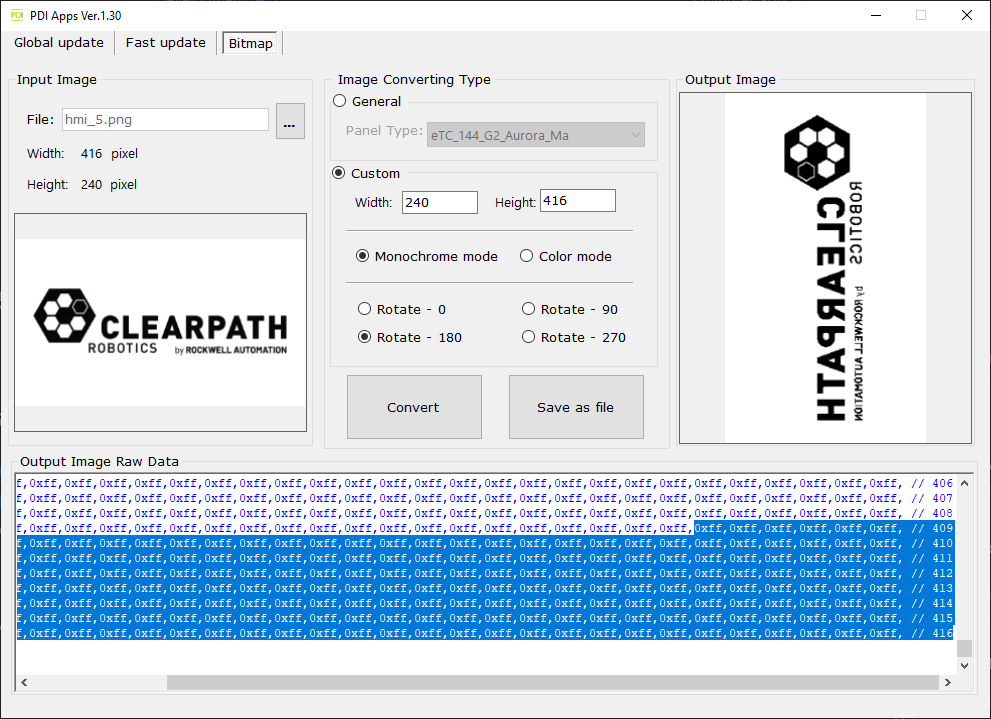 PDI Apps Ver.1.30
Global update Fast update Bitmap
Input Image
File: hmi_5.png ...
Width: 416 pixel
Height: 240 pixel
CLEARPATH
ROBOTICS by ROCKWELL AUTOMATION
Image Converting Type
General
Panel Type: eTC_144_G2_Aurora_Ma
Custom
Width: 240 Height: 416
Monochrome mode Color mode
Rotate - 0 Rotate - 90
Rotate - 180 Rotate - 270
Convert Save as file
Output Image
ROBOTICS
CLEARPATH
by ROCKWELL AUTOMATION
Output Image Raw Data
f,0xff,0xff,0xff,0xff,0xff,0xff,0xff,0xff,0xff,0xff,0xff,0xff,0xff,0xff,0xff,0xff,0xff,0xff,0xff,0xff,0xff,0xff,0xff,0xff,0xff, // 406
f,0xff,0xff,0xff,0xff,0xff,0xff,0xff,0xff,0xff,0xff,0xff,0xff,0xff,0xff,0xff,0xff,0xff,0xff,0xff,0xff,0xff,0xff,0xff,0xff,0xff, // 407
f,0xff,0xff,0xff,0xff,0xff,0xff,0xff,0xff,0xff,0xff,0xff,0xff,0xff,0xff,0xff,0xff,0xff,0xff,0xff,0xff,0xff,0xff,0xff,0xff,0xff, // 408
f,0xff,0xff,0xff,0xff,0xff,0xff,0xff,0xff,0xff,0xff,0xff,0xff,0xff,0xff,0xff,0xff,0xff,0xff,0xff,0xff,0xff,0xff,0xff,0xff,0xff, // 409
f,0xff,0xff,0xff,0xff,0xff,0xff,0xff,0xff,0xff,0xff,0xff,0xff,0xff,0xff,0xff,0xff,0xff,0xff,0xff,0xff,0xff,0xff,0xff,0xff,0xff, // 410
f,0xff,0xff,0xff,0xff,0xff,0xff,0xff,0xff,0xff,0xff,0xff,0xff,0xff,0xff,0xff,0xff,0xff,0xff,0xff,0xff,0xff,0xff,0xff,0xff,0xff, // 411
f,0xff,0xff,0xff,0xff,0xff,0xff,0xff,0xff,0xff,0xff,0xff,0xff,0xff,0xff,0xff,0xff,0xff,0xff,0xff,0xff,0xff,0xff,0xff,0xff,0xff, // 412
f,0xff,0xff,0xff,0xff,0xff,0xff,0xff,0xff,0xff,0xff,0xff,0xff,0xff,0xff,0xff,0xff,0xff,0xff,0xff,0xff,0xff,0xff,0xff,0xff,0xff, // 413
f,0xff,0xff,0xff,0xff,0xff,0xff,0xff,0xff,0xff,0xff,0xff,0xff,0xff,0xff,0xff,0xff,0xff,0xff,0xff,0xff,0xff,0xff,0xff,0xff,0xff, // 414
f,0xff,0xff,0xff,0xff,0xff,0xff,0xff,0xff,0xff,0xff,0xff,0xff,0xff,0xff,0xff,0xff,0xff,0xff,0xff,0xff,0xff,0xff,0xff,0xff,0xff, // 415
f,0xff,0xff,0xff,0xff,0xff,0xff,0xff,0xff,0xff,0xff,0xff,0xff,0xff,0xff,0xff,0xff,0xff,0xff,0xff,0xff,0xff,0xff,0xff,0xff,0xff, // 416